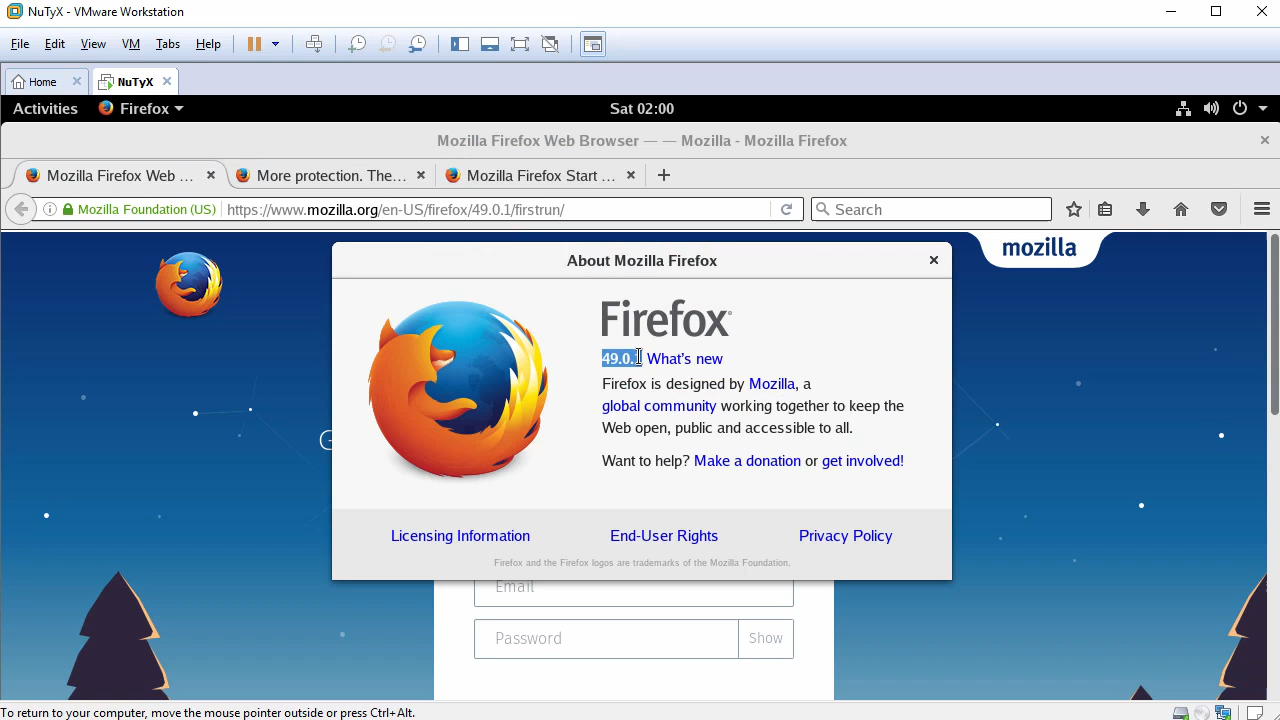 NuTyX - VMware Workstation
File Edit View VM Tabs Help
Home NuTyX
Activities Firefox Sat 02:00
Mozilla Firefox Web Browser — — Mozilla - Mozilla Firefox
Mozilla Firefox Web ... More protection. The... Mozilla Firefox Start ...
Mozilla Foundation (US) https://www.mozilla.org/en-US/firefox/49.0.1/firstrun/ Search
mozilla
About Mozilla Firefox
Firefox
49.0. What's new
Firefox is designed by Mozilla, a
global community working together to keep the
Web open, public and accessible to all.
Want to help? Make a donation or get involved!
Licensing Information End-User Rights Privacy Policy
Firefox and the Firefox logos are trademarks of the Mozilla Foundation.
Email
Password Show
To return to your computer, move the mouse pointer outside or press Ctrl+Alt.